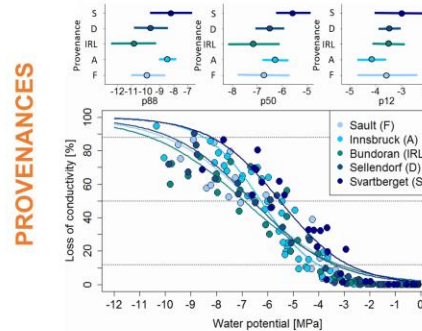 PROVENANCES
Provenance
S
D
IRL
A
F
-12 -11 -10 -9 -8 -7
p88
Provenance
S
D
IRL
A
F
-8 -7 -6 -5
p50
Provenance
S
D
IRL
A
F
-5 -4 -3
p12
Loss of conductivity [%]
100
80
60
40
20
0
Sault (F)
Innsbruck (A)
Bundoran (IRL
Sellendorf (D)
Svartberget (S
-12 -11 -10 -9 -8 -7 -6 -5 -4 -3 -2 -1 0
Water potential [MPa]